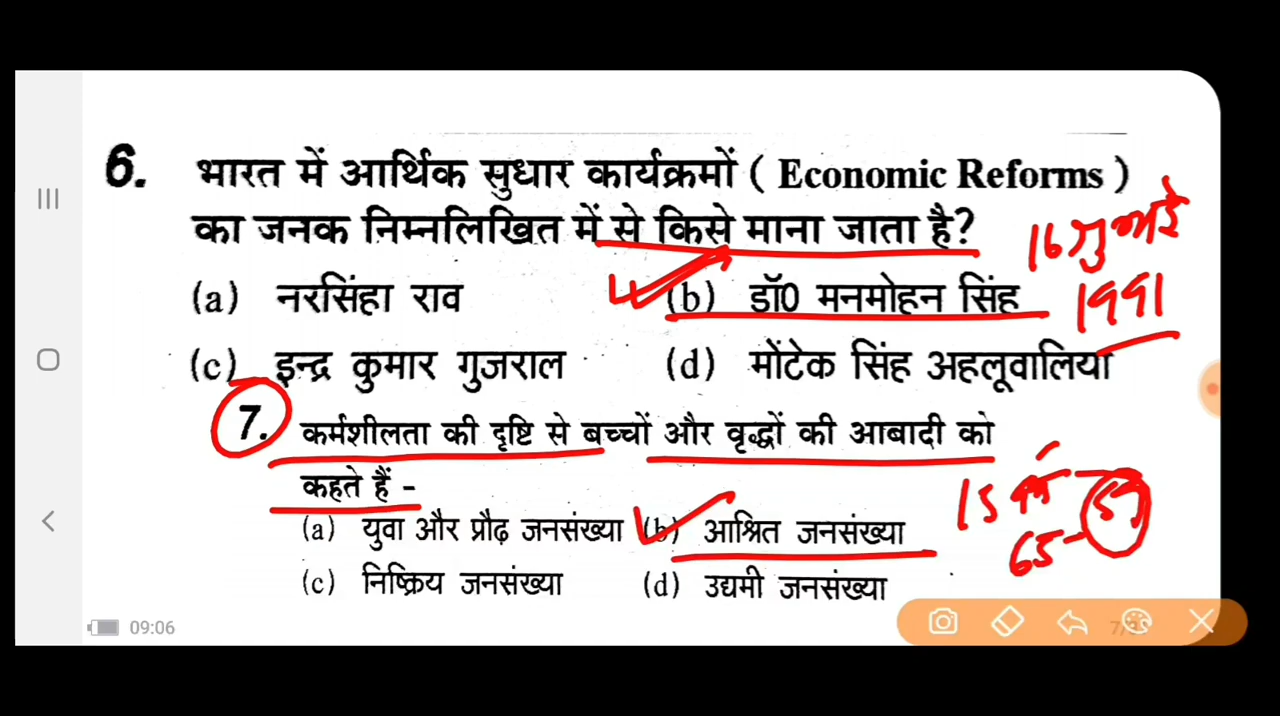 6. भारत में आर्थिक सुधार कार्यक्रमों ( Economic Reforms )
का जनक निम्नलिखित में से किसे माना जाता है?
(a) नरसिंहा राव (b) डॉ0 मनमोहन सिंह
(c) इन्द्र कुमार गुजराल (d) मोंटेक सिंह अहलूवालिया
16
1991
7. कर्मशीलता की दृष्टि से बच्चों और वृद्धों की आबादी को
कहते हैं -
(a) युवा और प्रौढ़ जनसंख्या (b) आश्रित जनसंख्या
(c) निष्क्रिय जनसंख्या (d) उद्यमी जनसंख्या
15
65-
09:06